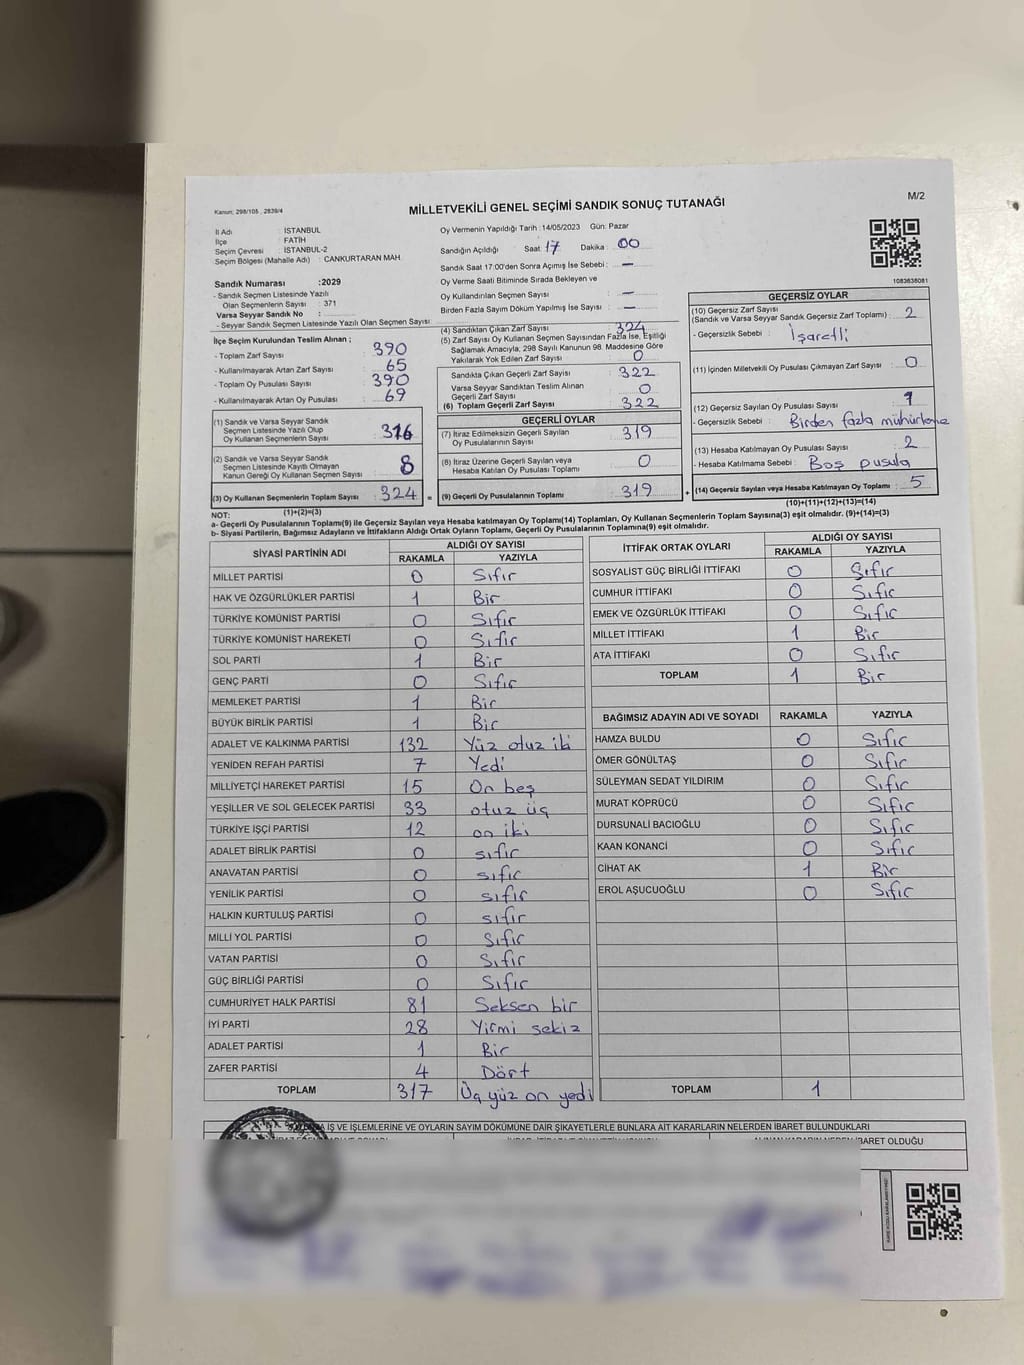 M/2
Kanun: 298/105 , 2839/4
MİLLETVEKİLİ GENEL SEÇİMİ SANDIK SONUÇ TUTANAĞI
İl Adı : İSTANBUL
İlçe : FATİH
Seçim Çevresi : İSTANBUL-2
Seçim Bölgesi (Mahalle Adı) : CANKURTARAN MAH.
Sandık Numarası :2029
- Sandık Seçmen Listesinde Yazılı
Olan Seçmenlerin Sayısı : 371
Varsa Seyyar Sandık No :
- Seyyar Sandık Seçmen Listesinde Yazılı Olan Seçmen Sayısı :
İlçe Seçim Kurulundan Teslim Alınan ;
- Toplam Zarf Sayısı : 390
- Kullanılmayarak Artan Zarf Sayısı : 65
- Toplam Oy Pusulası Sayısı : 390
- Kullanılmayarak Artan Oy Pusulası : 69
(1) Sandık ve Varsa Seyyar Sandık
Seçmen Listesinde Yazılı Olup
Oy Kullanan Seçmenlerin Sayısı : 316
(2) Sandık ve Varsa Seyyar Sandık
Seçmen Listesinde Kayıtlı Olmayan
Kanun Gereği Oy Kullanan Seçmen Sayısı : 8
(3) Oy Kullanan Seçmenlerin Toplam Sayısı : 324 =
(1)+(2)=(3)
Oy Vermenin Yapıldığı Tarih : 14/05/2023 Gün: Pazar
Sandığın Açıldığı Saat : 17 Dakika : 00
Sandık Saat 17:00'den Sonra Açımış İse Sebebi : —
Oy Verme Saati Bitiminde Sırada Bekleyen ve
Oy Kullandırılan Seçmen Sayısı : —
Birden Fazla Sayım Döküm Yapılmış İse Sayısı : —
(4) Sandıktan Çıkan Zarf Sayısı : 324
(5) Zarf Sayısı Oy Kullanan Seçmen Sayısından Fazla İse, Eşitliği
Sağlamak Amacıyla, 298 Sayılı Kanunun 98. Maddesine Göre
Yakılarak Yok Edilen Zarf Sayısı : 0
Sandıkta Çıkan Geçerli Zarf Sayısı : 322
Varsa Seyyar Sandıktan Teslim Alınan
Geçerli Zarf Sayısı : 0
(6) Toplam Geçerli Zarf Sayısı : 322
GEÇERLİ OYLAR
(7) İtiraz Edilmeksizin Geçerli Sayılan
Oy Pusulalarının Sayısı : 319
(8) İtiraz Üzerine Geçerli Sayılan veya
Hesaba Katılan Oy Pusulası Toplamı : 0
(9) Geçerli Oy Pusulalarının Toplamı : 319 +
1083636081
GEÇERSİZ OYLAR
(10) Geçersiz Zarf Sayısı
(Sandık ve Varsa Seyyar Sandık Geçersiz Zarf Toplamı) : 2
- Geçersizlik Sebebi : İşaretli
(11) İçinden Milletvekili Oy Pusulası Çıkmayan Zarf Sayısı : 0
(12) Geçersiz Sayılan Oy Pusulası Sayısı : 1
- Geçersizlik Sebebi : Birden fazla mühürleme
(13) Hesaba Katılmayan Oy Pusulası Sayısı : 2
- Hesaba Katılmama Sebebi : Boş pusula
(14) Geçersiz Sayılan veya Hesaba Katılmayan Oy Toplamı : 5
(10)+(11)+(12)+(13)=(14)
NOT:
a- Geçerli Oy Pusulalarının Toplamı(9) ile Geçersiz Sayılan veya Hesaba katılmayan Oy Toplamı(14) Toplamları, Oy Kullanan Seçmenlerin Toplam Sayısına(3) eşit olmalıdır. (9)+(14)=(3)
b- Siyasi Partilerin, Bağımsız Adayların ve İttifakların Aldığı Ortak Oyların Toplamı, Geçerli Oy Pusulalarının Toplamına(9) eşit olmalıdır.
SİYASİ PARTİNİN ADI ALDIĞI OY SAYISI
RAKAMLA YAZIYLA
MİLLET PARTİSİ 0 Sıfır
HAK VE ÖZGÜRLÜKLER PARTİSİ 1 Bir
TÜRKİYE KOMÜNİST PARTİSİ 0 Sıfır
TÜRKİYE KOMÜNİST HAREKETİ 0 Sıfır
SOL PARTİ 1 Bir
GENÇ PARTİ 0 Sıfır
MEMLEKET PARTİSİ 1 Bir
BÜYÜK BİRLİK PARTİSİ 1 Bir
ADALET VE KALKINMA PARTİSİ 132 Yüz otuz iki
YENİDEN REFAH PARTİSİ 7 Yedi
MİLLİYETÇİ HAREKET PARTİSİ 15 On beş
YEŞİLLER VE SOL GELECEK PARTİSİ 33 otuz üç
TÜRKİYE İŞÇİ PARTİSİ 12 on iki
ADALET BİRLİK PARTİSİ 0 sıfır
ANAVATAN PARTİSİ 0 sıfır
YENİLİK PARTİSİ 0 sıfır
HALKIN KURTULUŞ PARTİSİ 0 sıfır
MİLLİ YOL PARTİSİ 0 Sıfır
VATAN PARTİSİ 0 Sıfır
GÜÇ BİRLİĞİ PARTİSİ 0 Sıfır
CUMHURİYET HALK PARTİSİ 81 Seksen bir
İYİ PARTİ 28 Yirmi sekiz
ADALET PARTİSİ 1 Bir
ZAFER PARTİSİ 4 Dört
TOPLAM 317 Üç yüz on yedi
İTTİFAK ORTAK OYLARI ALDIĞI OY SAYISI
RAKAMLA YAZIYLA
SOSYALİST GÜÇ BİRLİĞİ İTTİFAKI 0 Sıfır
CUMHUR İTTİFAKI 0 Sıfır
EMEK VE ÖZGÜRLÜK İTTİFAKI 0 Sıfır
MİLLET İTTİFAKI 1 Bir
ATA İTTİFAKI 0 Sıfır
TOPLAM 1 Bir
BAĞIMSIZ ADAYIN ADI VE SOYADI RAKAMLA YAZIYLA
HAMZA BULDU 0 Sıfır
ÖMER GÖNÜLTAŞ 0 Sıfır
SÜLEYMAN SEDAT YILDIRIM 0 Sıfır
MURAT KÖPRÜCÜ 0 Sıfır
DURSUNALİ BACIOĞLU 0 Sıfır
KAAN KONANCİ 0 Sıfır
CİHAT AK 1 Bir
EROL AŞUCUOĞLU 0 Sıfır
TOPLAM 1
İŞ VE İŞLEMLERİNE VE OYLARIN SAYIM DÖKÜMÜNE DAİR ŞİKAYETLERLE BUNLARA AİT KARARLARIN NELERDEN İBARET BULUNDUKLARI
İBARET OLDUĞU